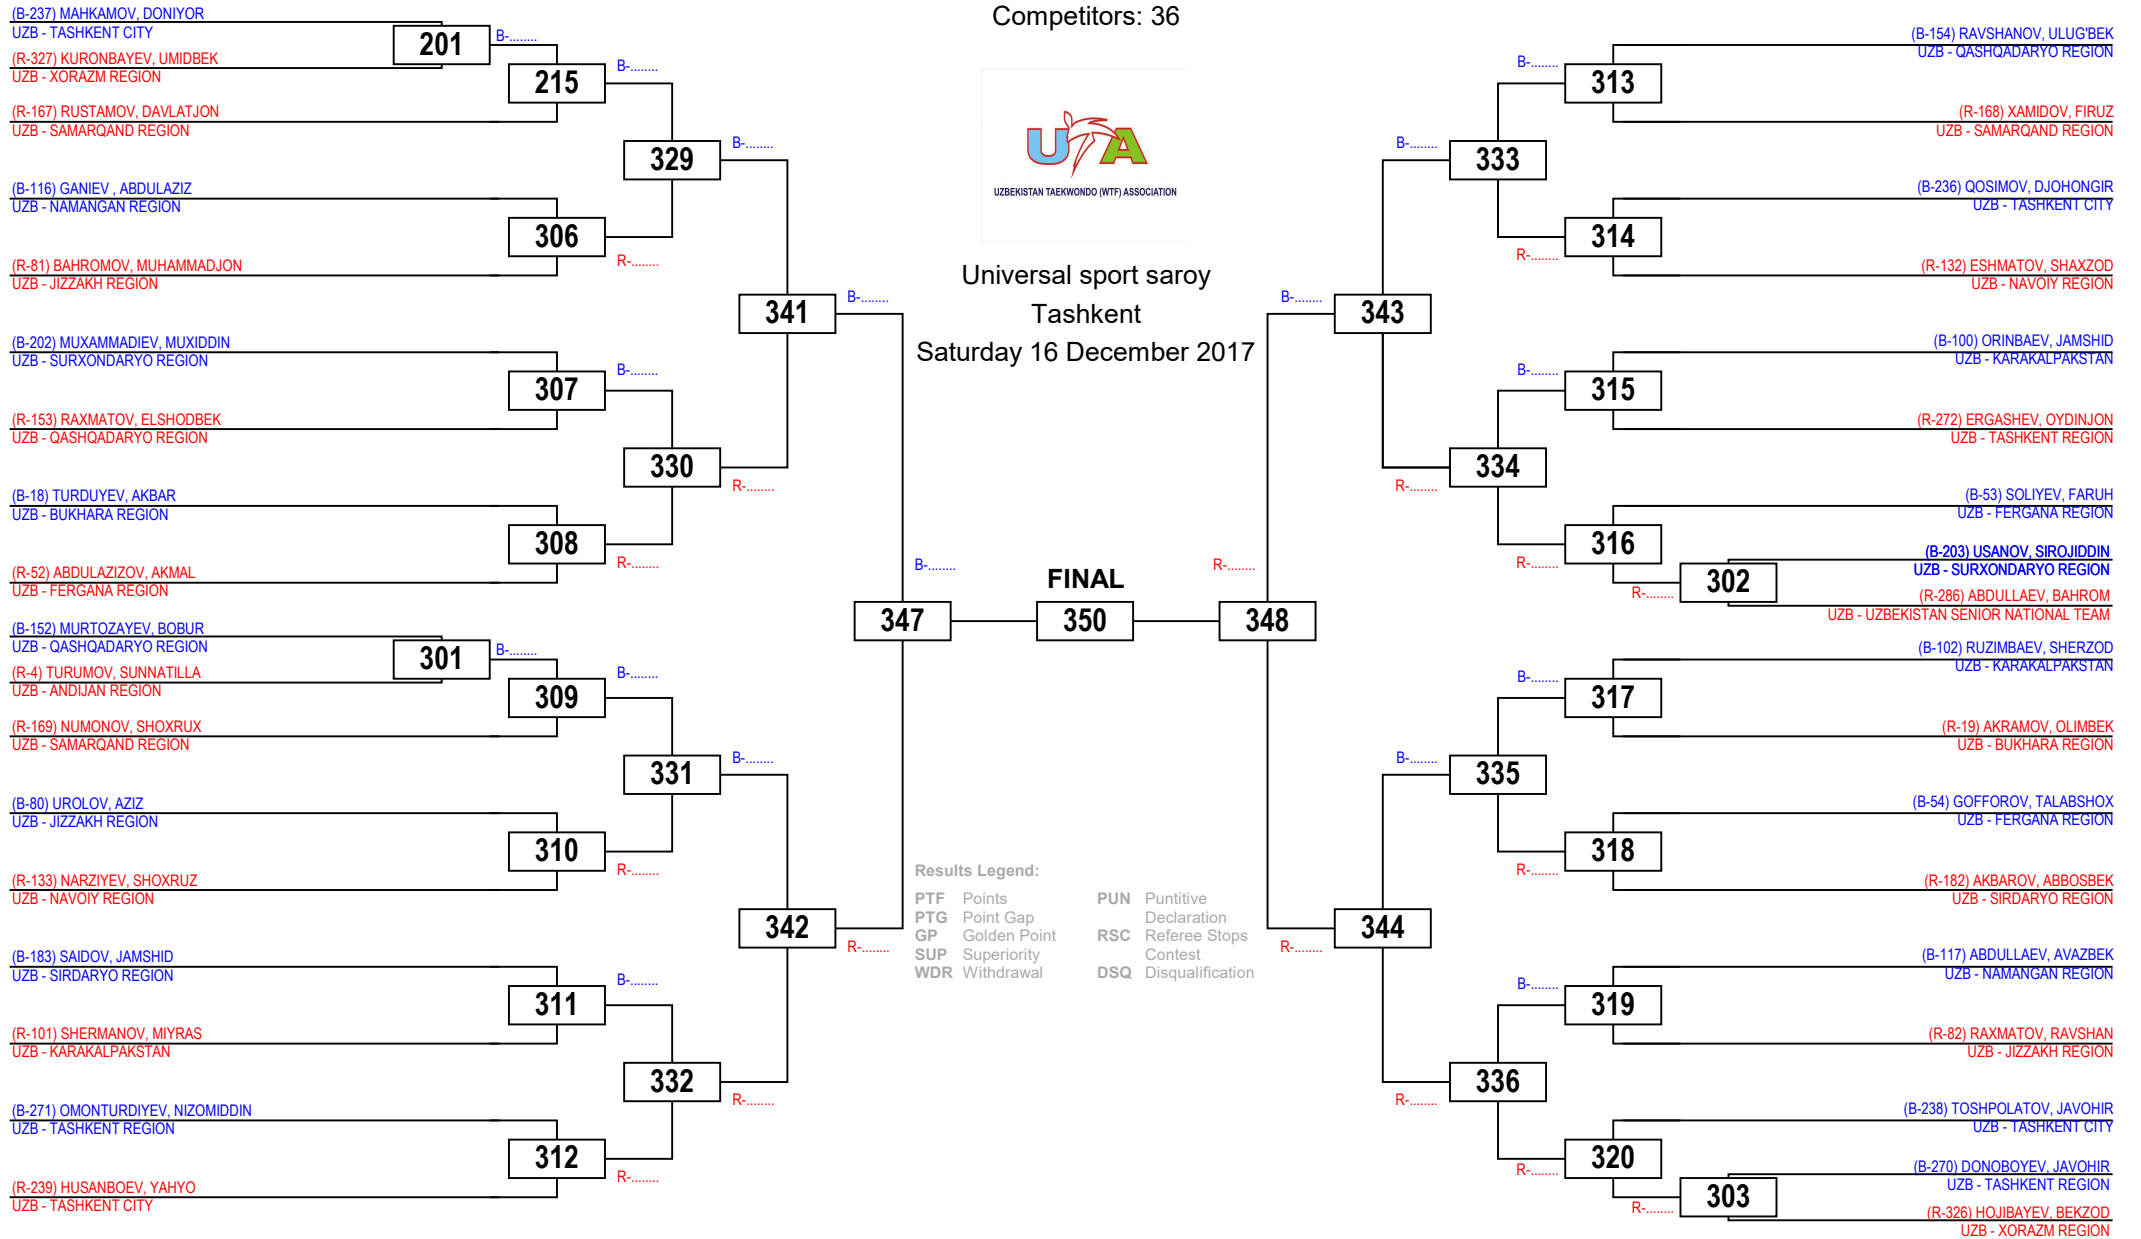 Competitors: 36
UTA
UZBEKISTAN TAEKWONDO (WTF) ASSOCIATION
Universal sport saroy
Tashkent
Saturday 16 December 2017
(B-237) MAHKAMOV, DONIYOR
UZB - TASHKENT CITY
201
B-........
(R-327) KURONBAYEV, UMIDBEK
UZB - XORAZM REGION
215
B-........
(R-167) RUSTAMOV, DAVLATJON
UZB - SAMARQAND REGION
329
B-........
(B-116) GANIEV , ABDULAZIZ
UZB - NAMANGAN REGION
306
R-........
(R-81) BAHROMOV, MUHAMMADJON
UZB - JIZZAKH REGION
341
B-........
(B-202) MUXAMMADIEV, MUXIDDIN
UZB - SURXONDARYO REGION
307
B-........
(R-153) RAXMATOV, ELSHODBEK
UZB - QASHQADARYO REGION
330
R-........
(B-18) TURDUYEV, AKBAR
UZB - BUKHARA REGION
308
R-........
(R-52) ABDULAZIZOV, AKMAL
UZB - FERGANA REGION
B-........
347
(B-152) MURTOZAYEV, BOBUR
UZB - QASHQADARYO REGION
301
B-........
(R-4) TURUMOV, SUNNATILLA
UZB - ANDIJAN REGION
309
B-........
(R-169) NUMONOV, SHOXRUX
UZB - SAMARQAND REGION
331
B-........
(B-80) UROLOV, AZIZ
UZB - JIZZAKH REGION
310
R-........
(R-133) NARZIYEV, SHOXRUZ
UZB - NAVOIY REGION
342
R-........
(B-183) SAIDOV, JAMSHID
UZB - SIRDARYO REGION
311
B-........
(R-101) SHERMANOV, MIYRAS
UZB - KARAKALPAKSTAN
332
R-........
(B-271) OMONTURDIYEV, NIZOMIDDIN
UZB - TASHKENT REGION
312
R-........
(R-239) HUSANBOEV, YAHYO
UZB - TASHKENT CITY
FINAL
350
Results Legend:
PTF Points
PTG Point Gap
GP Golden Point
SUP Superiority
WDR Withdrawal
PUN Puntitive
Declaration
RSC Referee Stops
Contest
DSQ Disqualification
(B-154) RAVSHANOV, ULUG'BEK
UZB - QASHQADARYO REGION
B-........
313
(R-168) XAMIDOV, FIRUZ
UZB - SAMARQAND REGION
B-........
333
(B-236) QOSIMOV, DJOHONGIR
UZB - TASHKENT CITY
R-........
314
(R-132) ESHMATOV, SHAXZOD
UZB - NAVOIY REGION
B-........
343
(B-100) ORINBAEV, JAMSHID
UZB - KARAKALPAKSTAN
B-........
315
(R-272) ERGASHEV, OYDINJON
UZB - TASHKENT REGION
R-........
334
(B-53) SOLIYEV, FARUH
UZB - FERGANA REGION
R-........
316
(B-203) USANOV, SIROJIDDIN
UZB - SURXONDARYO REGION
R-........
302
(R-286) ABDULLAEV, BAHROM
UZB - UZBEKISTAN SENIOR NATIONAL TEAM
R-........
348
(B-102) RUZIMBAEV, SHERZOD
UZB - KARAKALPAKSTAN
B-........
317
(R-19) AKRAMOV, OLIMBEK
UZB - BUKHARA REGION
B-........
335
(B-54) GOFFOROV, TALABSHOX
UZB - FERGANA REGION
R-........
318
(R-182) AKBAROV, ABBOSBEK
UZB - SIRDARYO REGION
R-........
344
(B-117) ABDULLAEV, AVAZBEK
UZB - NAMANGAN REGION
B-........
319
(R-82) RAXMATOV, RAVSHAN
UZB - JIZZAKH REGION
R-........
336
(B-238) TOSHPOLATOV, JAVOHIR
UZB - TASHKENT CITY
R-........
320
(B-270) DONOBOYEV, JAVOHIR
UZB - TASHKENT REGION
R-........
303
(R-326) HOJIBAYEV, BEKZOD
UZB - XORAZM REGION